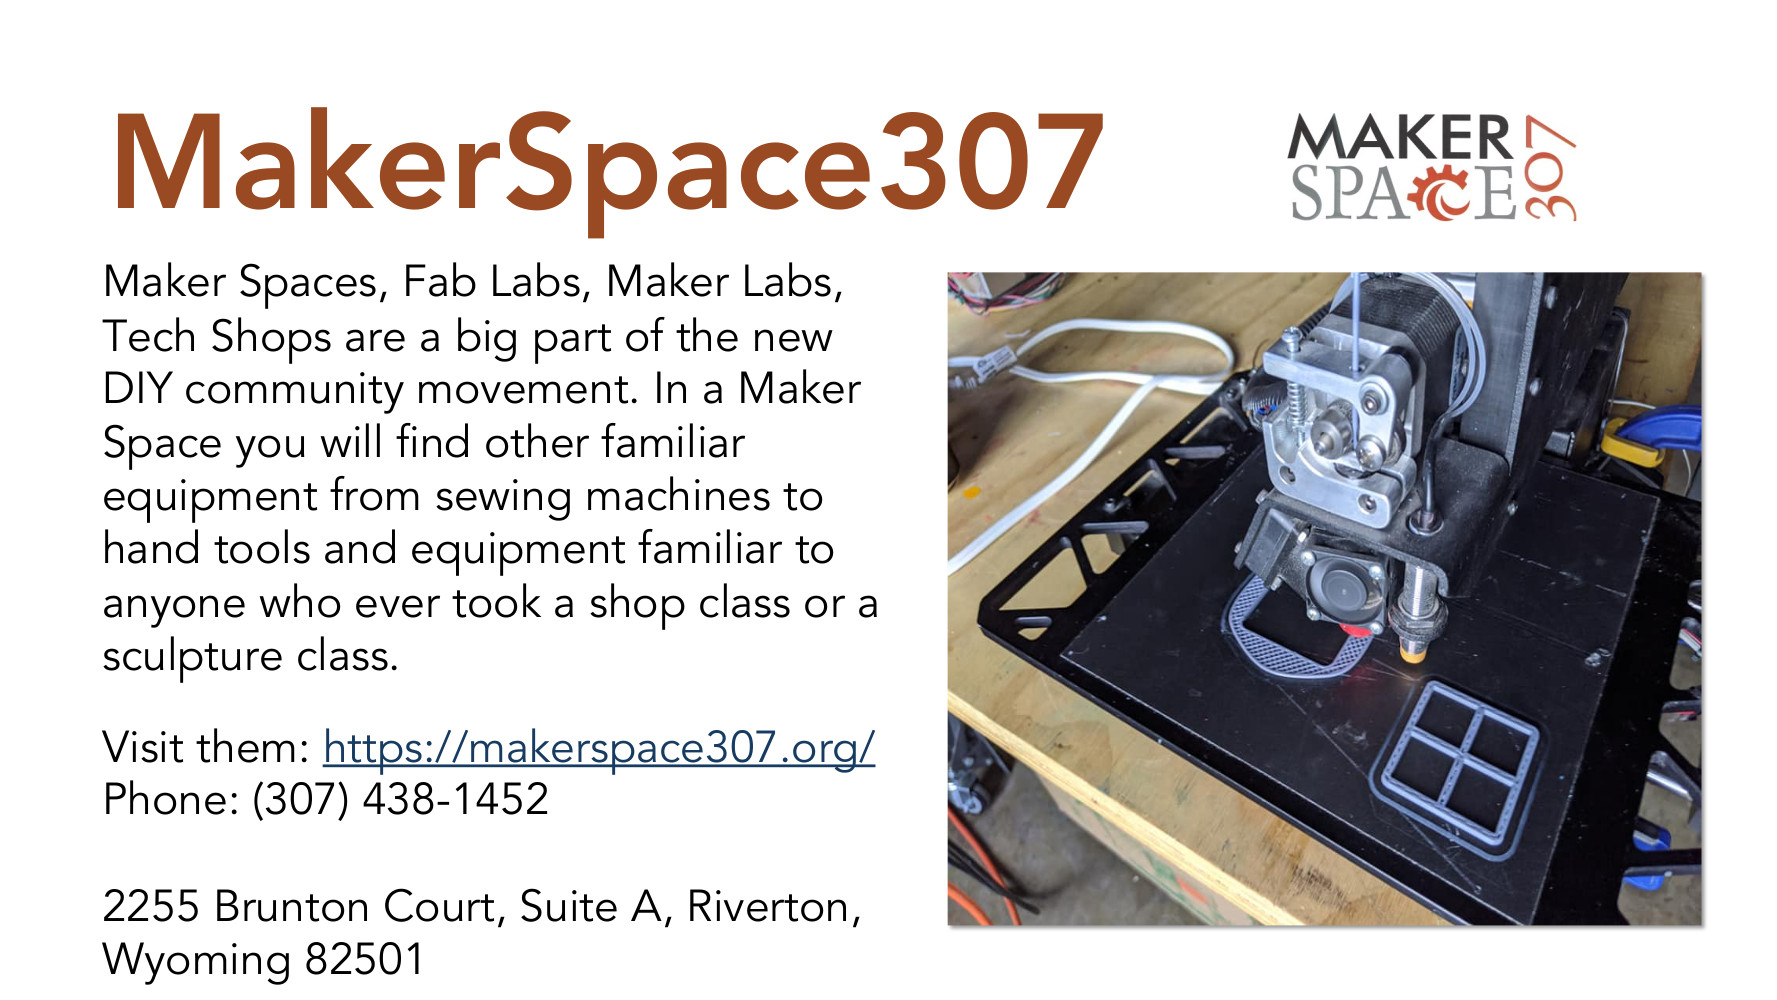 MakerSpace307
MAKER
SPACE
307
Maker Spaces, Fab Labs, Maker Labs,
Tech Shops are a big part of the new
DIY community movement. In a Maker
Space you will find other familiar
equipment from sewing machines to
hand tools and equipment familiar to
anyone who ever took a shop class or a
sculpture class.
Visit them: https://makerspace307.org/
Phone: (307) 438-1452
2255 Brunton Court, Suite A, Riverton,
Wyoming 82501